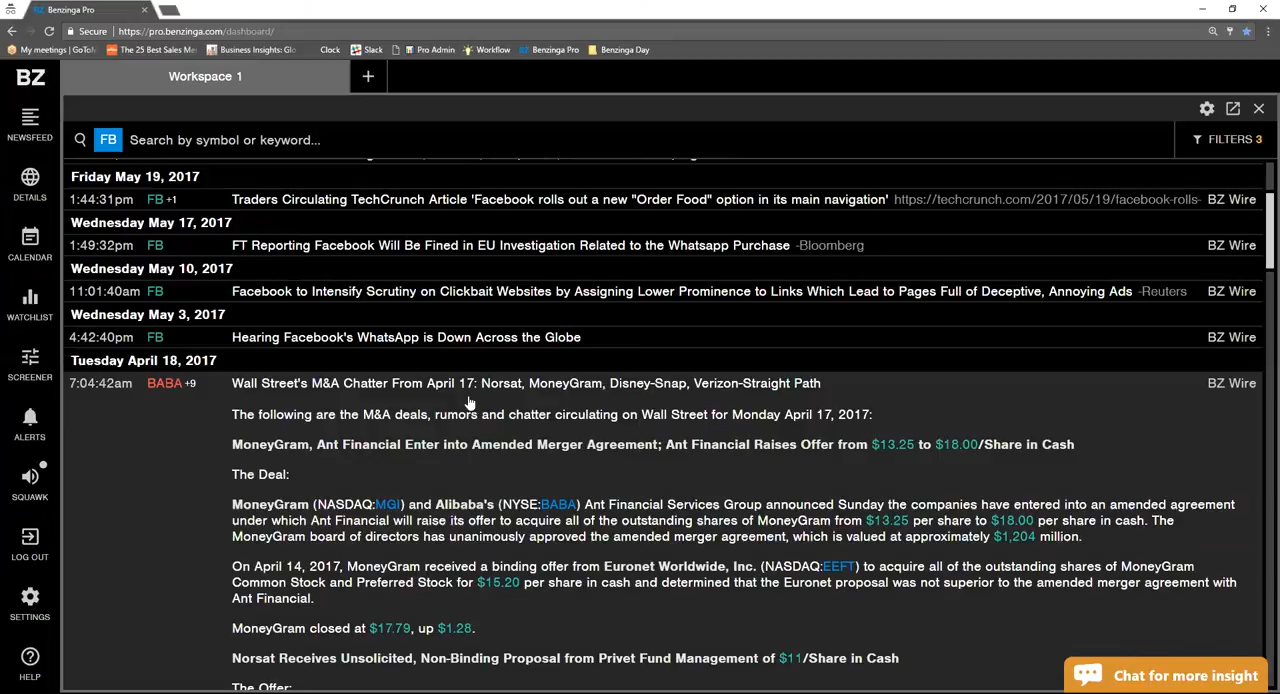 Benzinga Pro
Secure https://pro.benzinga.com/dashboard/
My meetings | GoToM The 25 Best Sales Me Business Insights: Glo Clock Slack Pro Admin Workflow Benzinga Pro Benzinga Day
BZ Workspace 1 +
NEWSFEED
DETAILS
CALENDAR
WATCHLIST
SCREENER
ALERTS
SQUAWK
LOG OUT
SETTINGS
HELP
FB Search by symbol or keyword... FILTERS 3
Friday May 19, 2017
1:44:31pm FB +1 Traders Circulating TechCrunch Article 'Facebook rolls out a new "Order Food" option in its main navigation' https://techcrunch.com/2017/05/19/facebook-rolls- BZ Wire
Wednesday May 17, 2017
1:49:32pm FB FT Reporting Facebook Will Be Fined in EU Investigation Related to the Whatsapp Purchase -Bloomberg BZ Wire
Wednesday May 10, 2017
11:01:40am FB Facebook to Intensify Scrutiny on Clickbait Websites by Assigning Lower Prominence to Links Which Lead to Pages Full of Deceptive, Annoying Ads -Reuters BZ Wire
Wednesday May 3, 2017
4:42:40pm FB Hearing Facebook's WhatsApp is Down Across the Globe BZ Wire
Tuesday April 18, 2017
7:04:42am BABA +9 Wall Street's M&A Chatter From April 17: Norsat, MoneyGram, Disney-Snap, Verizon-Straight Path BZ Wire
The following are the M&A deals, rumors and chatter circulating on Wall Street for Monday April 17, 2017:
MoneyGram, Ant Financial Enter into Amended Merger Agreement; Ant Financial Raises Offer from $13.25 to $18.00/Share in Cash
The Deal:
MoneyGram (NASDAQ:MGI) and Alibaba's (NYSE:BABA) Ant Financial Services Group announced Sunday the companies have entered into an amended agreement
under which Ant Financial will raise its offer to acquire all of the outstanding shares of MoneyGram from $13.25 per share to $18.00 per share in cash. The
MoneyGram board of directors has unanimously approved the amended merger agreement, which is valued at approximately $1,204 million.
On April 14, 2017, MoneyGram received a binding offer from Euronet Worldwide, Inc. (NASDAQ:EEFT) to acquire all of the outstanding shares of MoneyGram
Common Stock and Preferred Stock for $15.20 per share in cash and determined that the Euronet proposal was not superior to the amended merger agreement with
Ant Financial.
MoneyGram closed at $17.79, up $1.28.
Norsat Receives Unsolicited, Non-Binding Proposal from Privet Fund Management of $11/Share in Cash
The Offer:
Chat for more insight